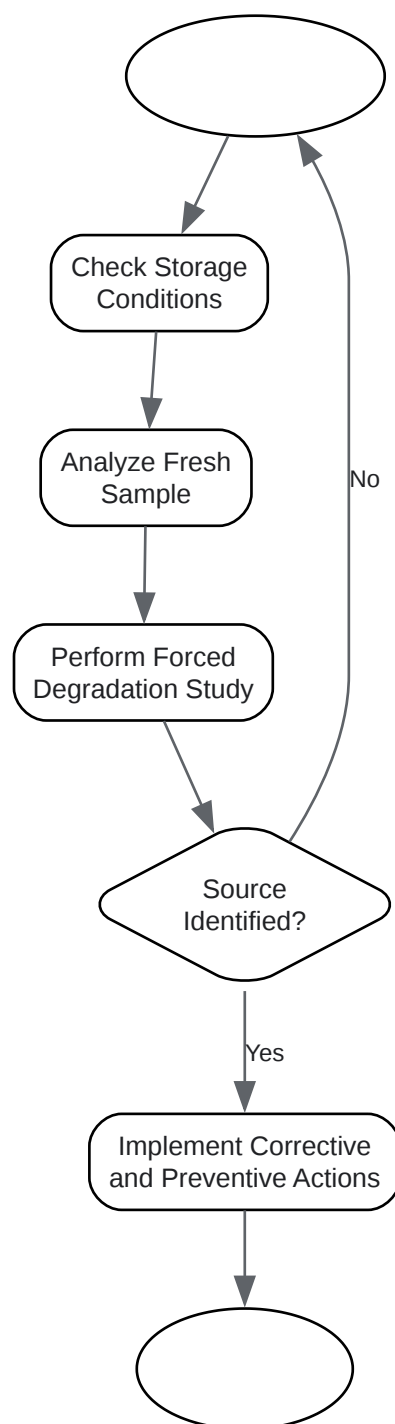 Check Storage
Conditions
Analyze Fresh
Sample
No
Perform Forced
Degradation Study
Source
Identified?
Yes
Implement Corrective
and Preventive Actions